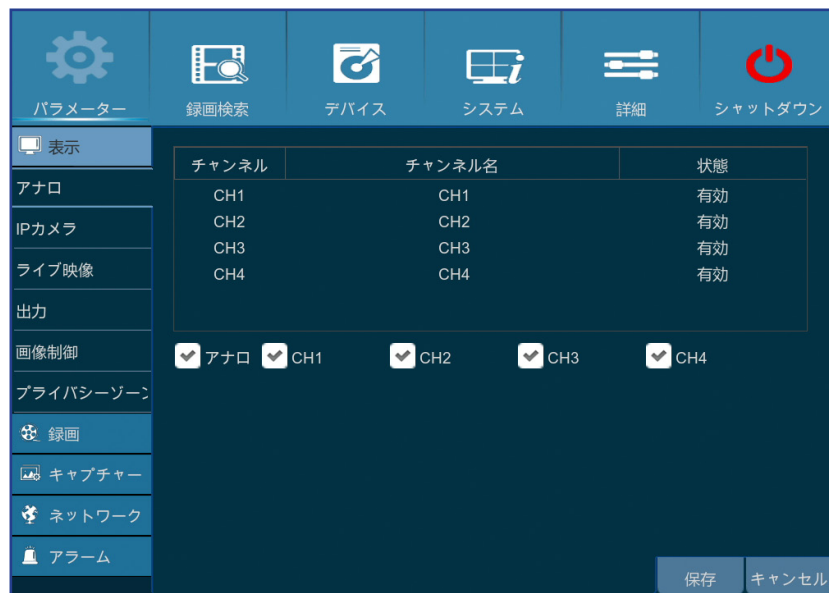 パラメーター 録画検索 デバイス システム 詳細 シャットダウン
表示
アナロ
IPカメラ
ライブ映像
出力
画像制御
プライバシーゾーン
録画
キャプチャー
ネットワーク
アラーム
チャンネル チャンネル名 状態
CH1 CH1 有効
CH2 CH2 有効
CH3 CH3 有効
CH4 CH4 有効
アナロ CH1 CH2 CH3 CH4
保存 キャンセル